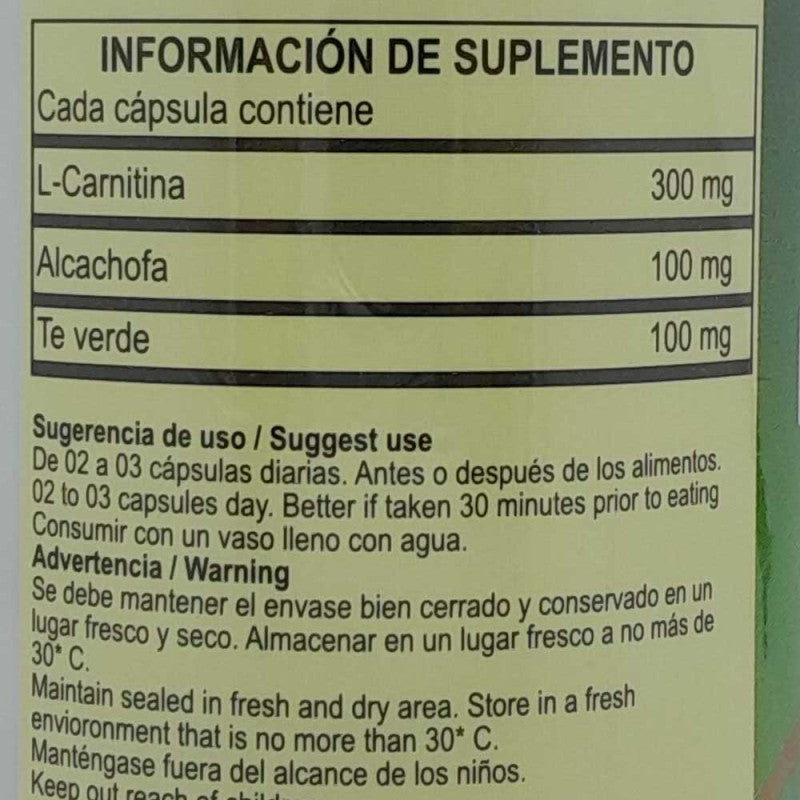 INFORMACIÓN DE SUPLEMENTO
Cada cápsula contiene
L-Carnitina 300 mg
Alcachofa 100 mg
Te verde 100 mg
Sugerencia de uso / Suggest use
De 02 a 03 cápsulas diarias. Antes o después de los alimentos.
02 to 03 capsules day. Better if taken 30 minutes prior to eating
Consumir con un vaso lleno con agua.
Advertencia / Warning
Se debe mantener el envase bien cerrado y conservado en un
lugar fresco y seco. Almacenar en un lugar fresco a no más de
30* C.
Maintain sealed in fresh and dry area. Store in a fresh
envioronment that is no more than 30* C.
Manténgase fuera del alcance de los niños.
Keep out reach of